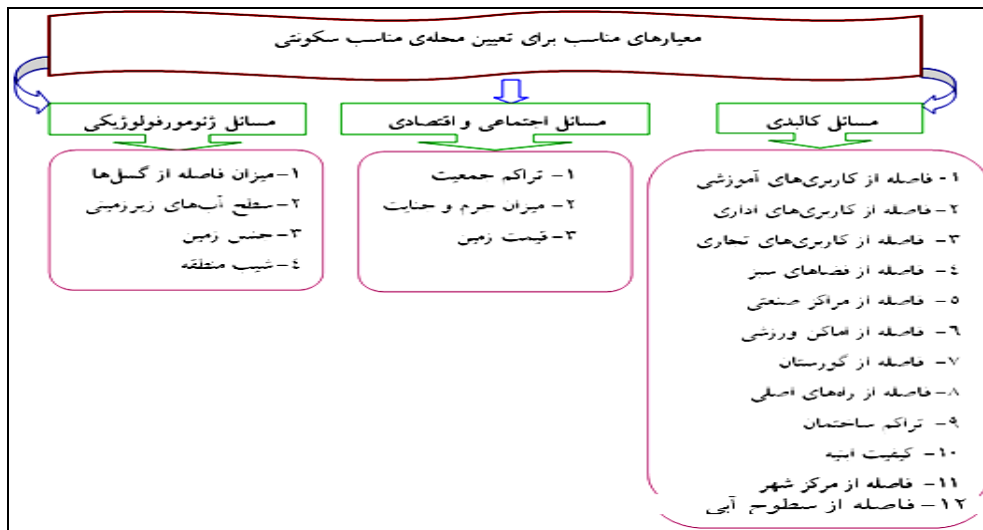 معیارهای مناسب برای تعیین محله‌ی مناسب سکونتی
مسائل کالبدی
۱- فاصله از کاربری‌های آموزشی
۲- فاصله از کاربری‌های اداری
۳- فاصله از کاربری‌های تجاری
۴- فاصله از فضاهای سبز
۵- فاصله از مراکز صنعتی
۶- فاصله از اماکن ورزشی
۷- فاصله از گورستان
۸- فاصله از راه‌های اصلی
۹- تراکم ساختمان
۱۰- کیفیت ابنیه
۱۱- فاصله از مرکز شهر
۱۲- فاصله از سطوح آبی
مسائل اجتماعی و اقتصادی
۱- تراکم جمعیت
۲- میزان جرم و جنایت
۳- قیمت زمین
مسائل ژئومورفولوژیکی
۱- میزان فاصله از گسل‌ها
۲- سطح آب‌های زیرزمینی
۳- جنس زمین
۴- شیب منطقه